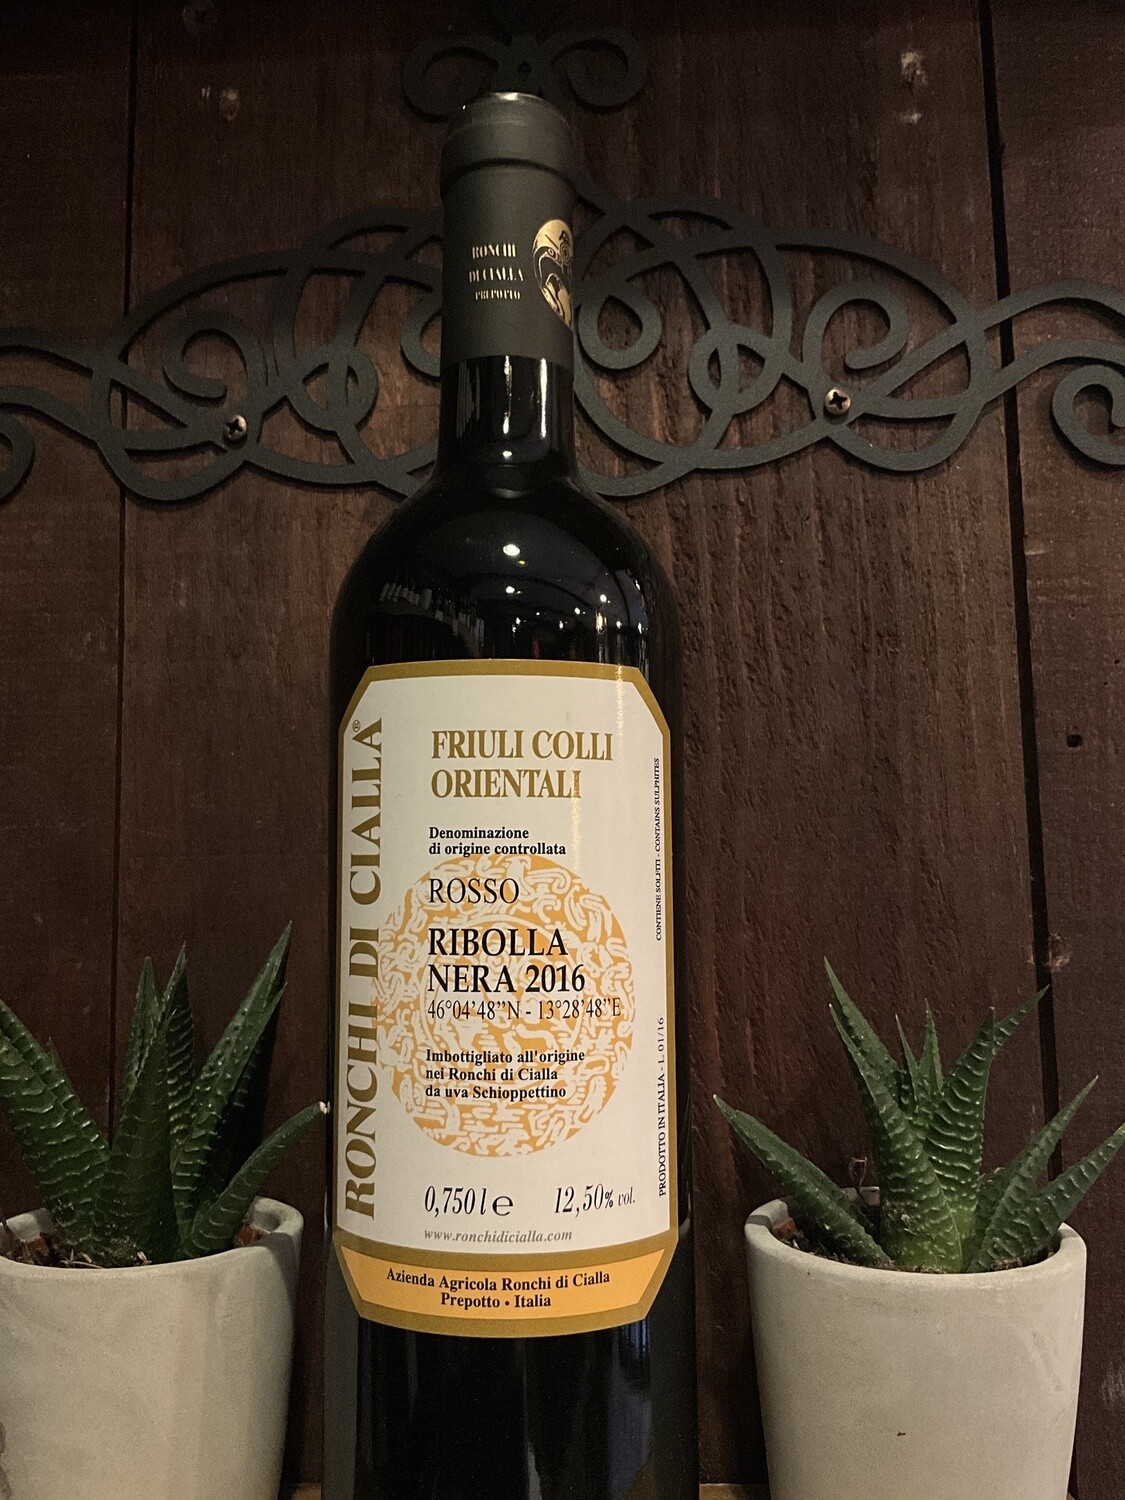 RONCHI
DI CIALLA
PREPOTTO
RONCHI DI CIALLA®
FRIULI COLLI
ORIENTALI
Denominazione
di origine controllata
ROSSO
RIBOLLA
NERA 2016
46°04'48"N - 13°28'48"E
Imbottigliato all'origine
nei Ronchi di Cialla
da uva Schioppettino
0,750 l e 12,50% vol.
www.ronchidicialla.com
CONTIENE SOLFITI - CONTAINS SULPHITES
PRODOTTO IN ITALIA - L 01/16
Azienda Agricola Ronchi di Cialla
Prepotto • Italia